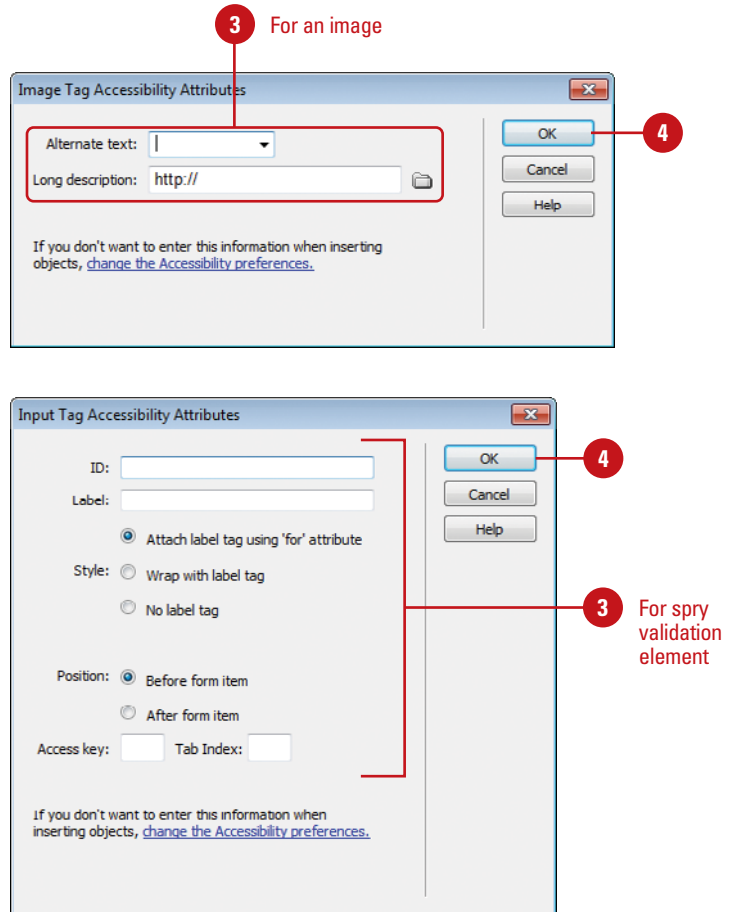 3 For an image
Image Tag Accessibility Attributes
Alternate text:
OK
4
Long description: http://
Cancel
Help
If you don't want to enter this information when inserting
objects, change the Accessibility preferences.
Input Tag Accessibility Attributes
ID:
OK
4
Label:
Cancel
Attach label tag using 'for' attribute
Help
Style: Wrap with label tag
No label tag
3 For spry
validation
element
Position: Before form item
After form item
Access key: Tab Index:
If you don't want to enter this information when
inserting objects, change the Accessibility preferences.